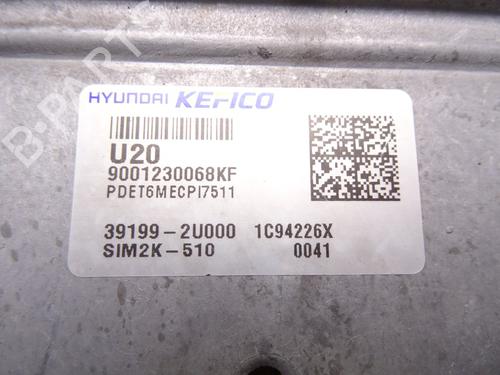 B-PARTS
HYUNDAI KEFICO
U20
9001230068KF
PDET6MECPI7511
39199-2U000 1C94226X
SIM2K-510 0041